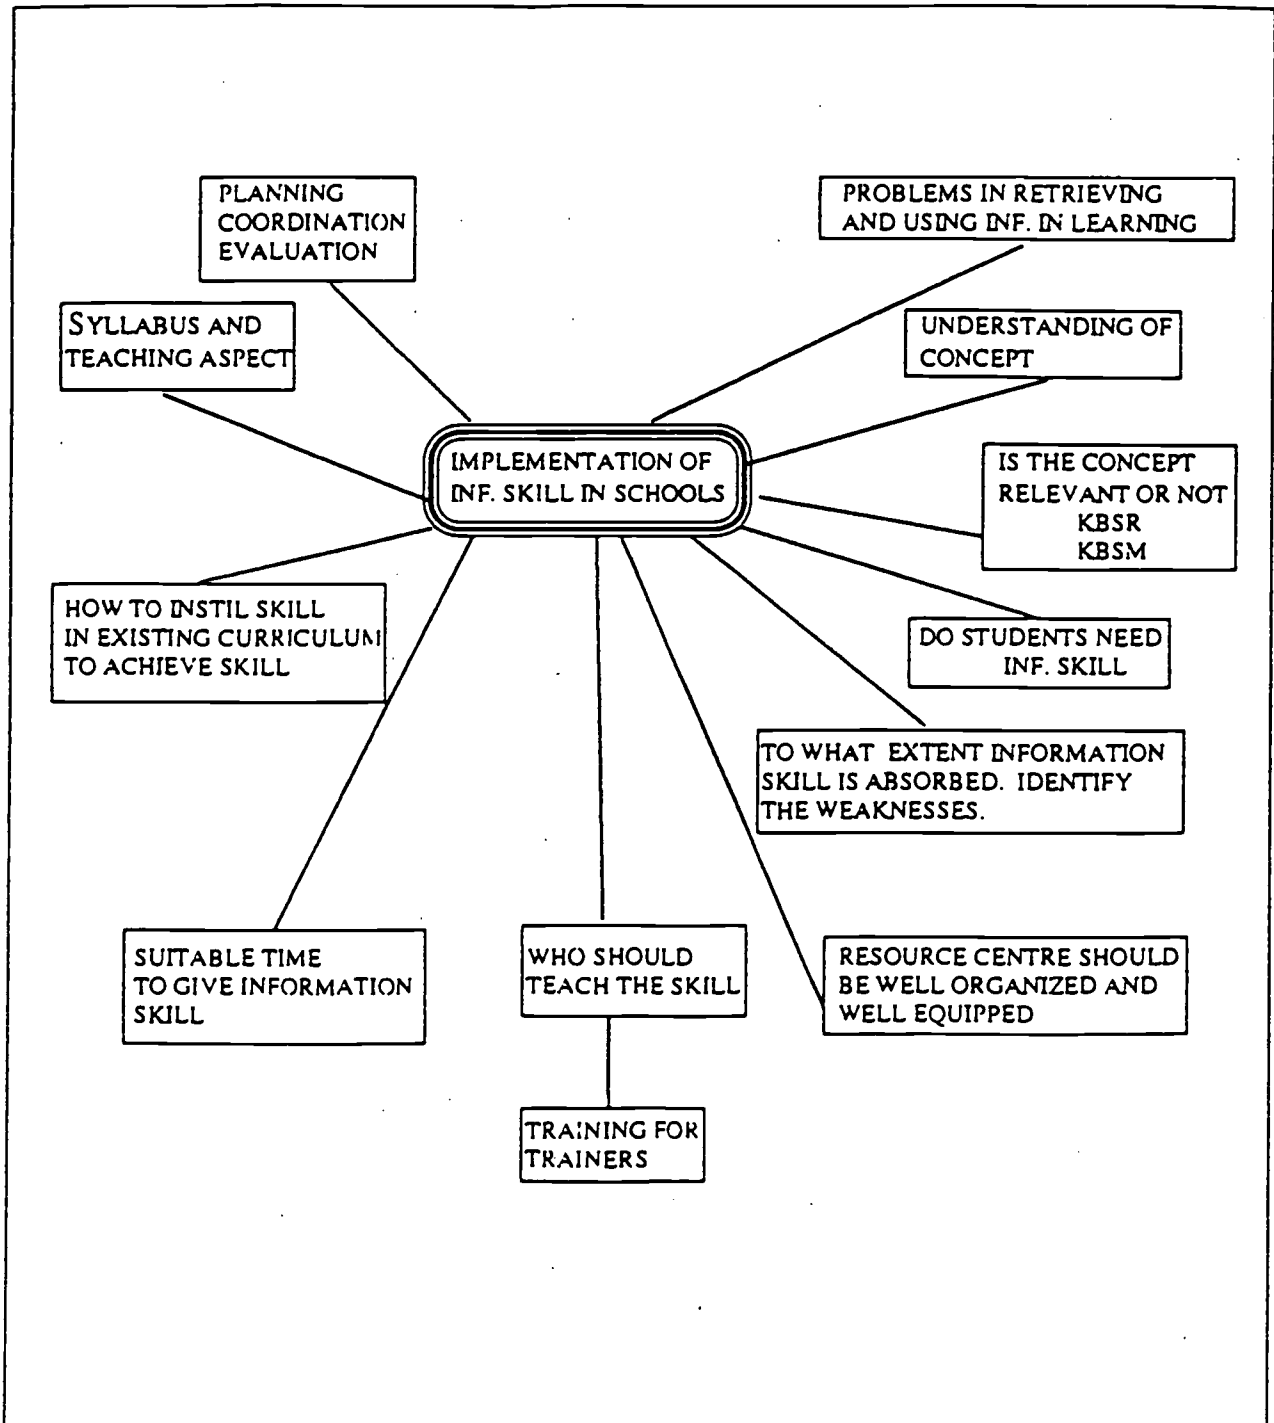 PLANNING
COORDINATION
EVALUATION
PROBLEMS IN RETRIEVING
AND USING INF. IN LEARNING
SYLLABUS AND
TEACHING ASPECT
UNDERSTANDING OF
CONCEPT
IMPLEMENTATION OF
INF. SKILL IN SCHOOLS
IS THE CONCEPT
RELEVANT OR NOT
KBSR
KBSM
HOW TO INSTIL SKILL
IN EXISTING CURRICULUM
TO ACHIEVE SKILL
DO STUDENTS NEED
INF. SKILL
TO WHAT EXTENT INFORMATION
SKILL IS ABSORBED. IDENTIFY
THE WEAKNESSES.
SUITABLE TIME
TO GIVE INFORMATION
SKILL
WHO SHOULD
TEACH THE SKILL
RESOURCE CENTRE SHOULD
BE WELL ORGANIZED AND
WELL EQUIPPED
TRAINING FOR
TRAINERS